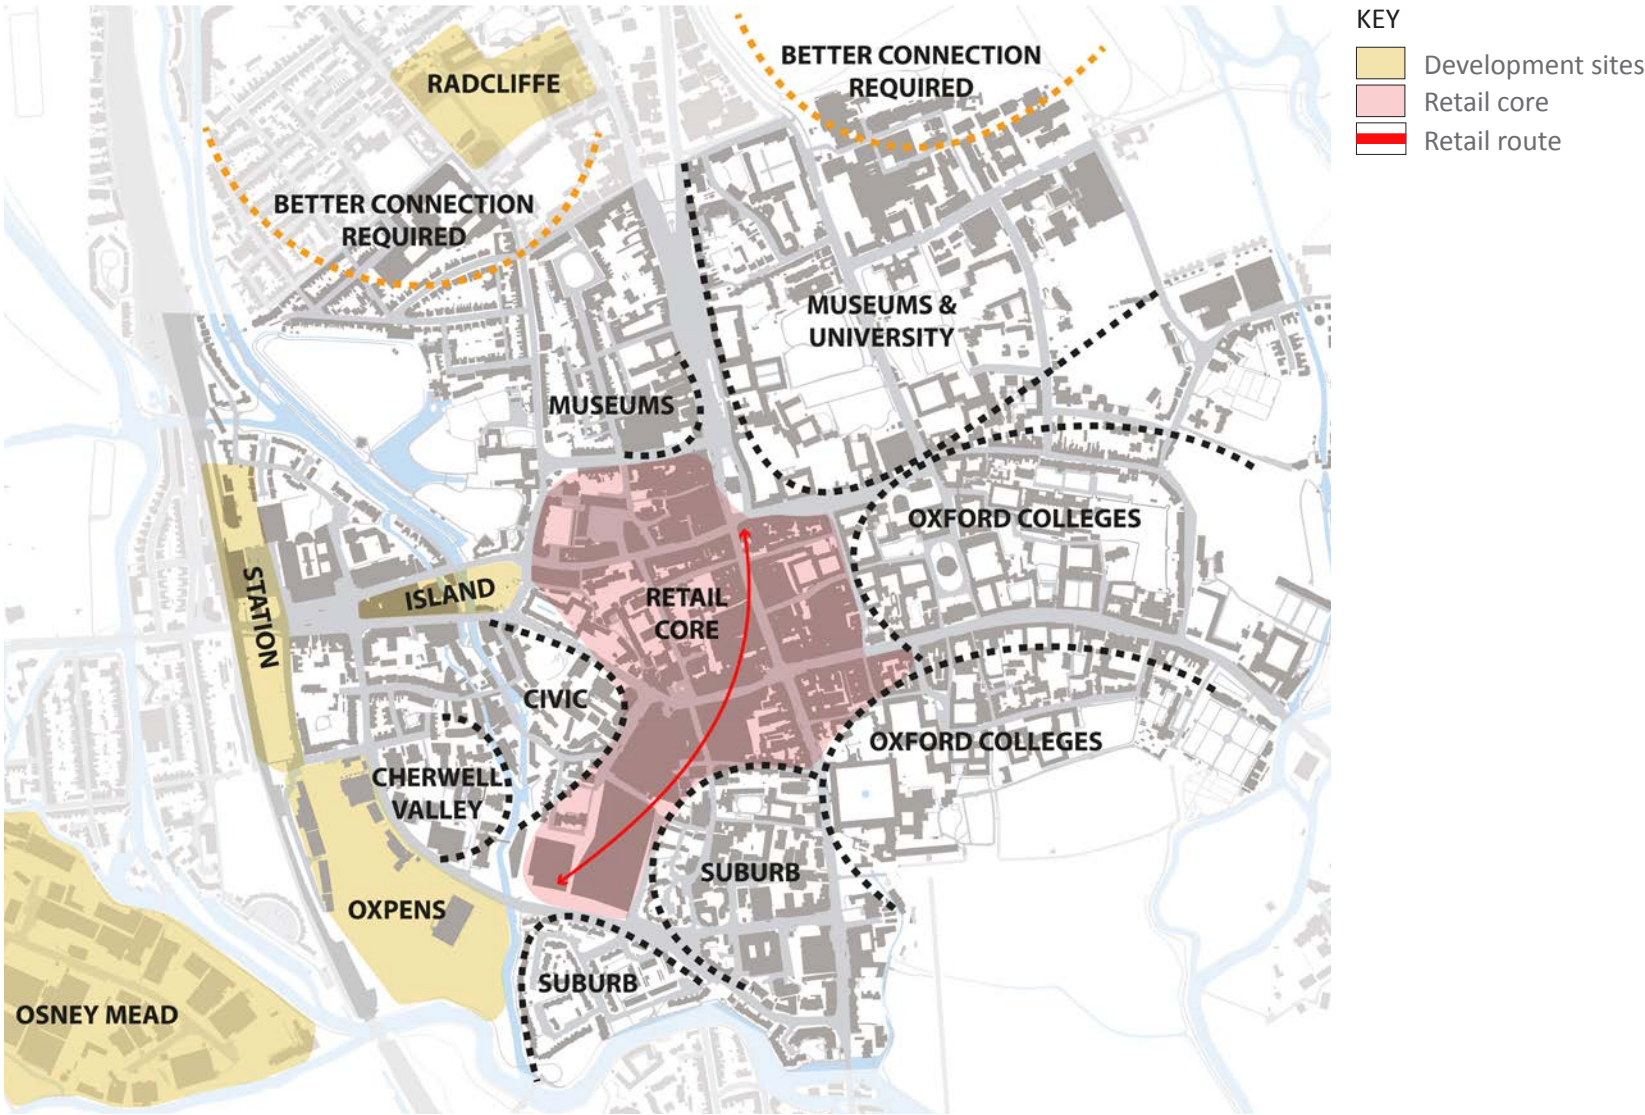 KEY
Development sites
Retail core
Retail route
RADCLIFFE
BETTER CONNECTION
REQUIRED
BETTER CONNECTION
REQUIRED
MUSEUMS &
UNIVERSITY
MUSEUMS
OXFORD COLLEGES
STATION
ISLAND
RETAIL
CORE
CIVIC
OXFORD COLLEGES
CHERWELL
VALLEY
SUBURB
OXPENS
SUBURB
OSNEY MEAD